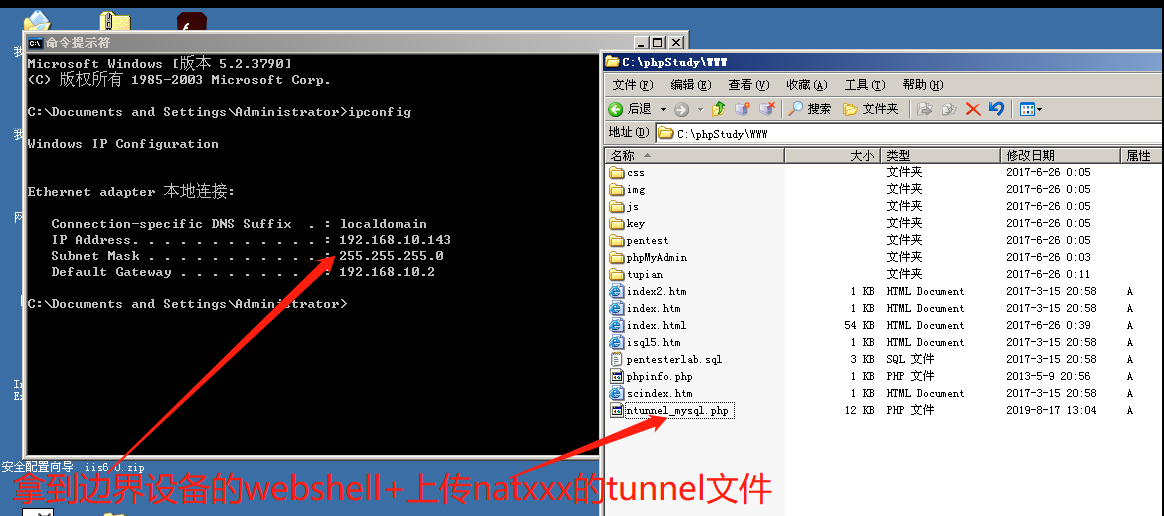 命令提示符
Microsoft Windows [版本 5.2.3790]
(C) 版权所有 1985-2003 Microsoft Corp.
C:\Documents and Settings\Administrator>ipconfig
Windows IP Configuration
Ethernet adapter 本地连接:
Connection-specific DNS Suffix . : localdomain
IP Address. . . . . . . . . . . . : 192.168.10.143
Subnet Mask . . . . . . . . . . . : 255.255.255.0
Default Gateway . . . . . . . . . : 192.168.10.2
C:\Documents and Settings\Administrator>
C:\phpStudy\WWW
文件(F) 编辑(E) 查看(V) 收藏(A) 工具(T) 帮助(H)
后退 搜索 文件夹
地址(D) C:\phpStudy\WWW
名称 大小 类型 修改日期 属性
css 文件夹 2017-6-26 0:05
img 文件夹 2017-6-26 0:05
js 文件夹 2017-6-26 0:05
key 文件夹 2017-6-26 0:05
pentest 文件夹 2017-6-26 0:05
phpMyAdmin 文件夹 2017-6-26 0:03
tupian 文件夹 2017-6-26 0:11
index2.htm 1 KB HTML Document 2017-3-15 20:58 A
index.htm 1 KB HTML Document 2017-3-15 20:58 A
index.html 54 KB HTML Document 2017-6-26 0:39 A
isql5.htm 1 KB HTML Document 2017-3-15 20:58 A
pentesterlab.sql 3 KB SQL 文件 2017-3-15 20:58 A
phpinfo.php 1 KB PHP 文件 2013-5-9 20:56 A
scindex.htm 1 KB HTML Document 2017-3-15 20:58 A
ntunnel_mysql.php 12 KB PHP 文件 2019-8-17 13:04 A
安全配置向导 iis6.0.zip
拿到边界设备的webshell+上传natxxx的tunnel文件